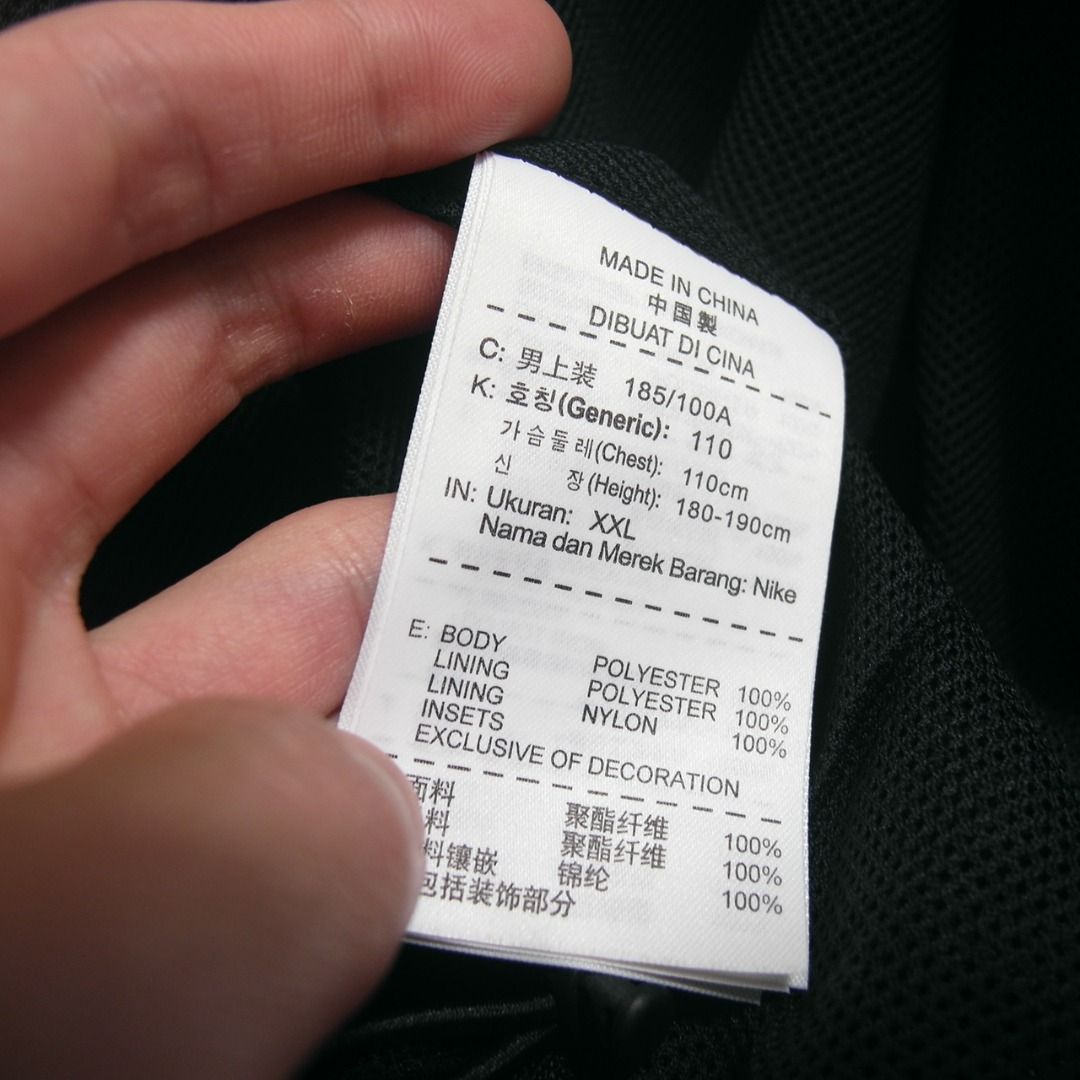 MADE IN CHINA
中国製
DIBUAT DI CINA
C: 男上装 185/100A
K: 호칭(Generic): 110
가슴둘레(Chest): 110cm
신 장(Height): 180-190cm
IN: Ukuran: XXL
Nama dan Merek Barang: Nike
E: BODY POLYESTER 100%
LINING POLYESTER 100%
LINING NYLON 100%
INSETS
EXCLUSIVE OF DECORATION
面料 聚酯纤维 100%
料 聚酯纤维 100%
料镶嵌 锦纶 100%
包括装饰部分